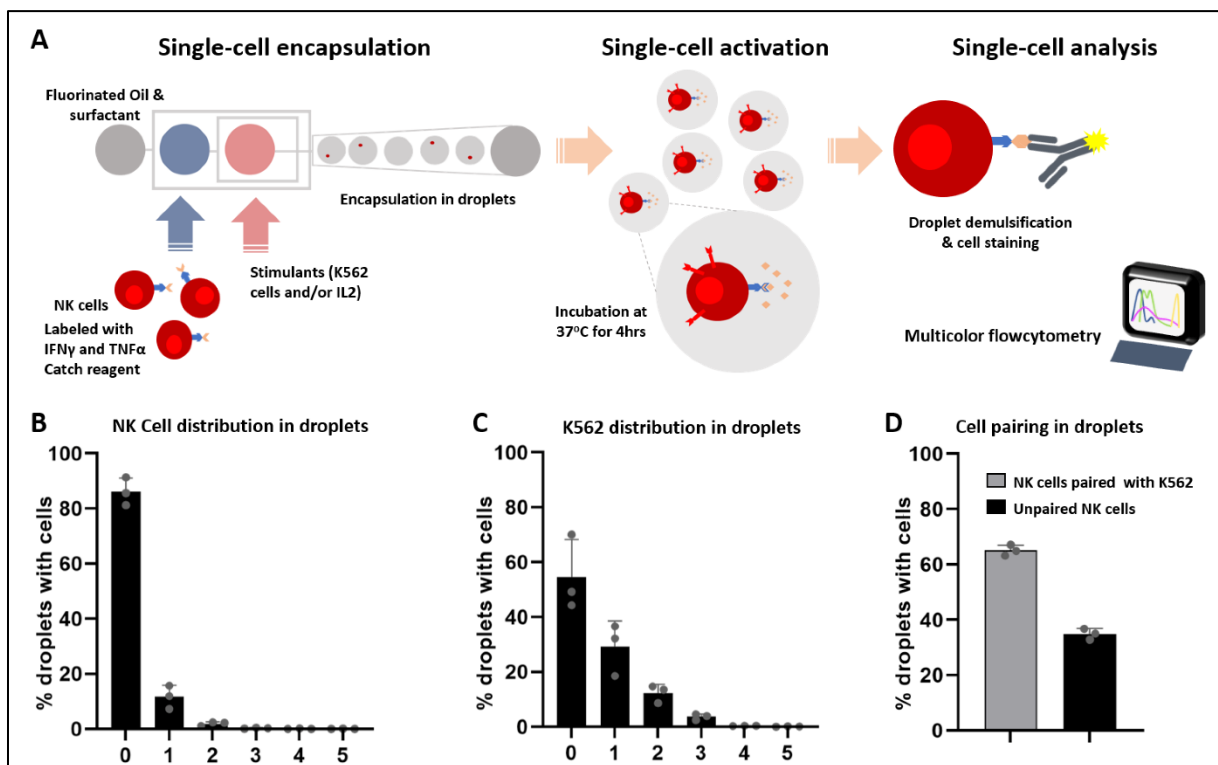 A
Single-cell encapsulation
Single-cell activation
Single-cell analysis
Fluorinated Oil &
surfactant
Encapsulation in droplets
Stimulants (K562
cells and/or IL2)
NK cells
Labeled with
IFNγ and TNFα
Catch reagent
Incubation at
37⁰C for 4hrs
Droplet demulsification
& cell staining
Multicolor flowcytometry
B
NK Cell distribution in droplets
% droplets with cells
100
80
60
40
20
0
0 1 2 3 4 5
C
K562 distribution in droplets
% droplets with cells
100
80
60
40
20
0
0 1 2 3 4 5
D
Cell pairing in droplets
% droplets with cells
100
80
60
40
20
0
NK cells paired with K562
Unpaired NK cells